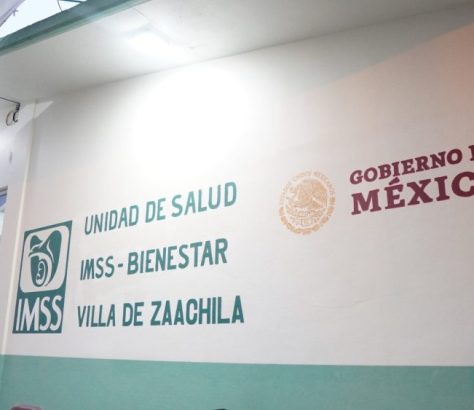 UNIDAD DE SALUD
IMSS-BIENESTAR
VILLA DE ZAACHILA
IMSS
GOBIERNO
MÉXIC